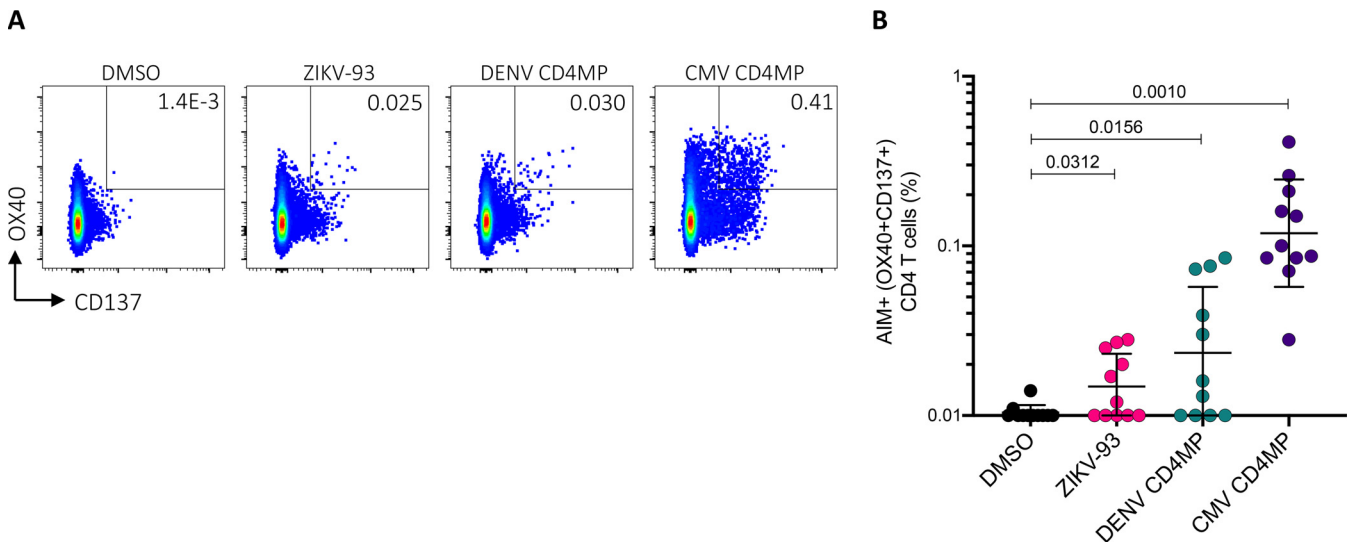 A
DMSO
ZIKV-93
DENV CD4MP
CMV CD4MP
1.4E-3
0.025
0.030
0.41
OX40
CD137
B
AIM+ (OX40+CD137+)
CD4 T cells (%)
1
0.1
0.01
0.0010
0.0156
0.0312
DMSO
ZIKV-93
DENV CD4MP
CMV CD4MP